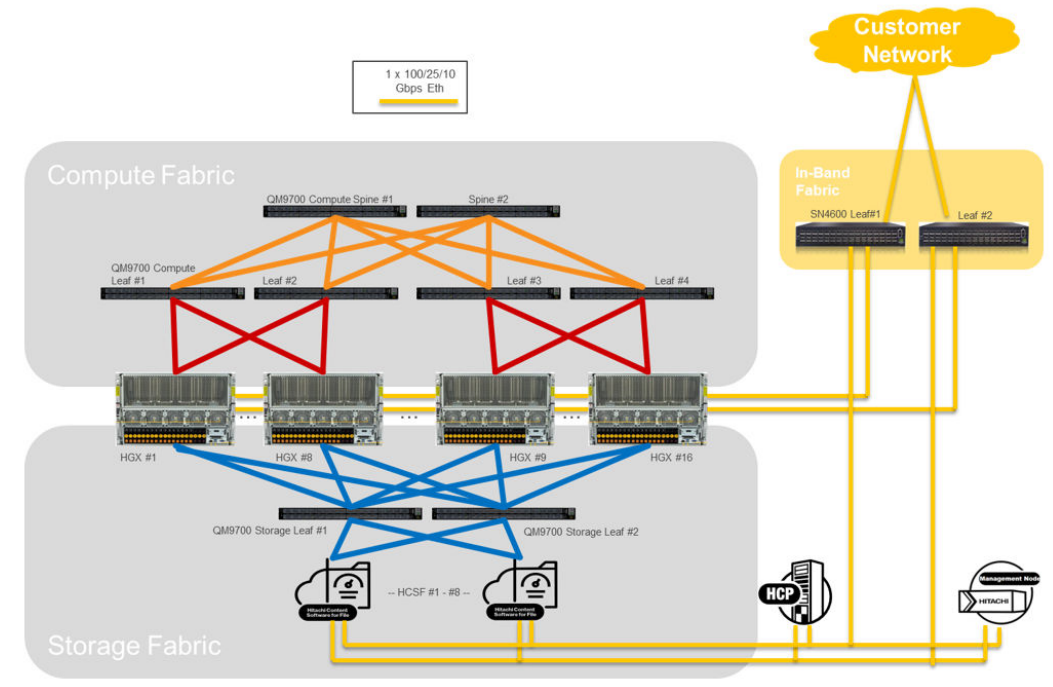 Customer
Network
1 x 100/25/10
Gbps Eth
Compute Fabric
In-Band
Fabric
QM9700 Compute Spine #1
Spine #2
SN4600 Leaf#1
Leaf #2
QM9700 Compute
Leaf #1
Leaf #2
Leaf #3
Leaf #4
...
...
...
HGX #1
HGX #8
HGX #9
HGX #16
QM9700 Storage Leaf #1
QM9700 Storage Leaf #2
HCP
Management Node
HITACHI
-- HCSF #1 - #8 --
Hitachi Content
Software for File
Hitachi Content
Software for File
Storage Fabric